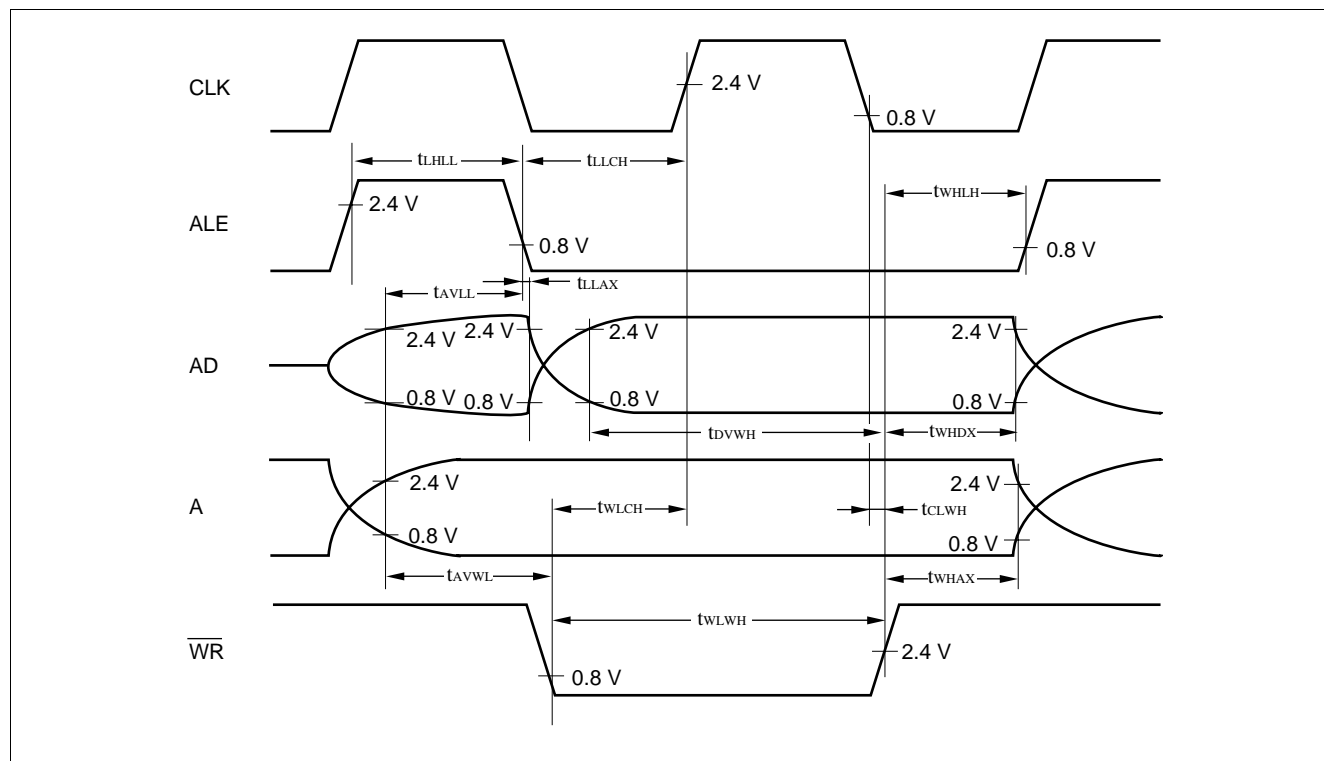 CLK
2.4 V
0.8 V
tLHLL
tLLCH
tWHLH
ALE
2.4 V
0.8 V
0.8 V
tAVLL
tLLAX
AD
2.4 V
2.4 V
2.4 V
2.4 V
0.8 V
0.8 V
0.8 V
0.8 V
tDVWH
tWHDX
A
2.4 V
2.4 V
tWLCH
tCLWH
0.8 V
0.8 V
tAVWL
tWHAX
tWLWH
WR
2.4 V
0.8 V